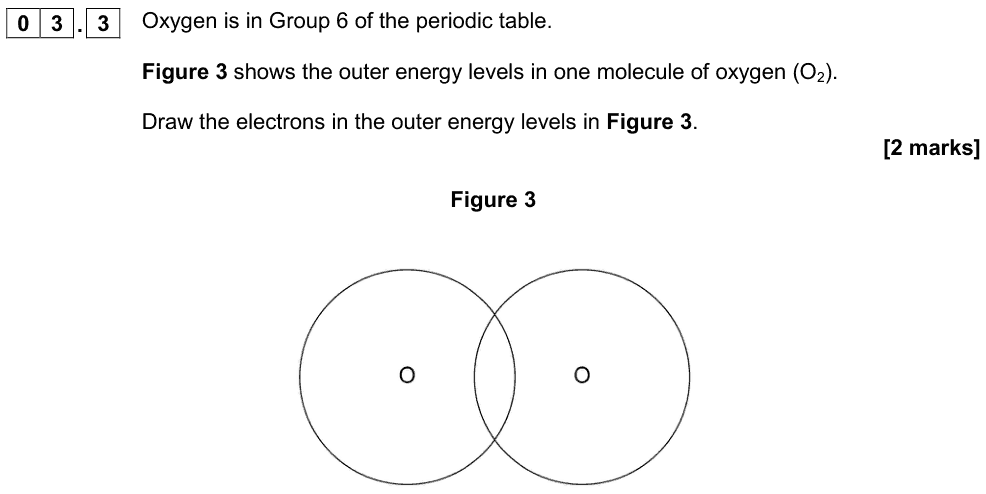 03.3 Oxygen is in Group 6 of the periodic table.
Figure 3 shows the outer energy levels in one molecule of oxygen (O₂).
Draw the electrons in the outer energy levels in Figure 3.
[2 marks]
Figure 3
O O